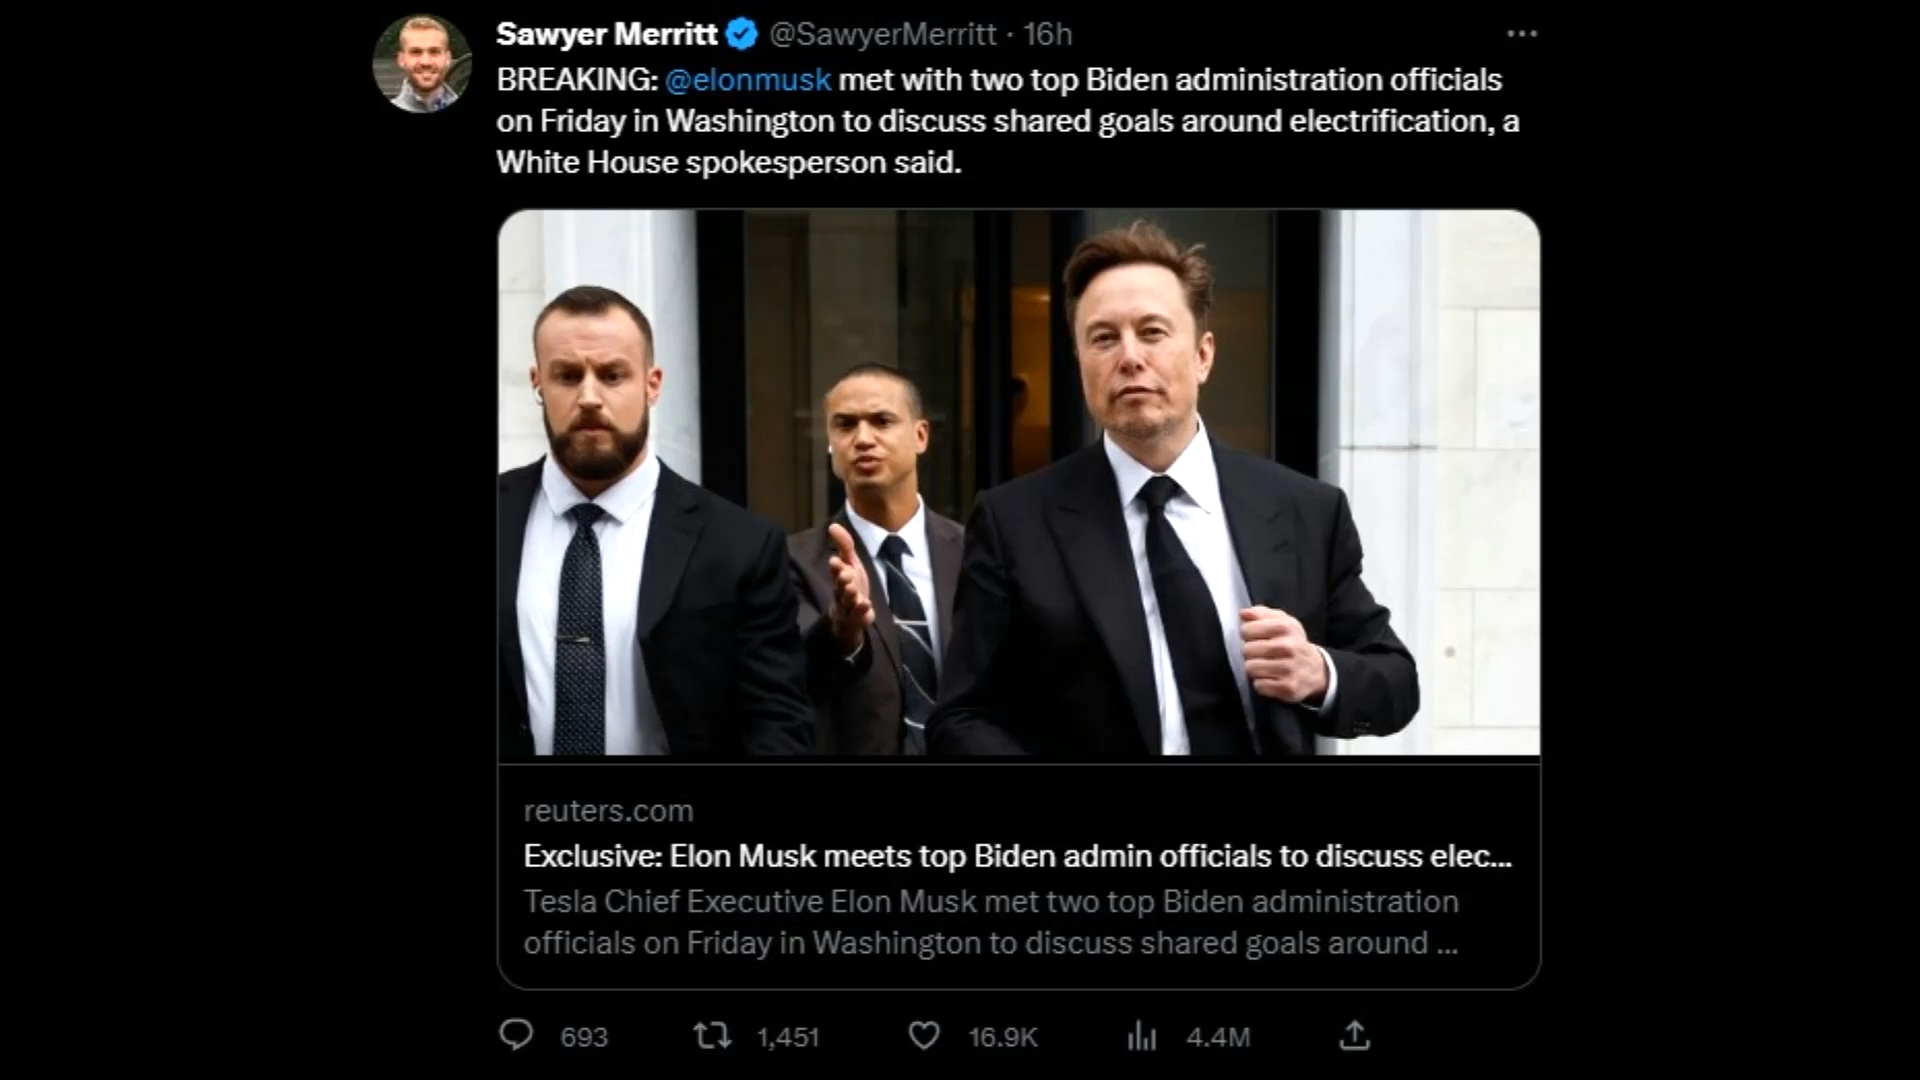 Sawyer Merritt @SawyerMerritt · 16h
BREAKING: @elonmusk met with two top Biden administration officials
on Friday in Washington to discuss shared goals around electrification, a
White House spokesperson said.
reuters.com
Exclusive: Elon Musk meets top Biden admin officials to discuss elec...
Tesla Chief Executive Elon Musk met two top Biden administration
officials on Friday in Washington to discuss shared goals around ...
693 1,451 16.9K 4.4M